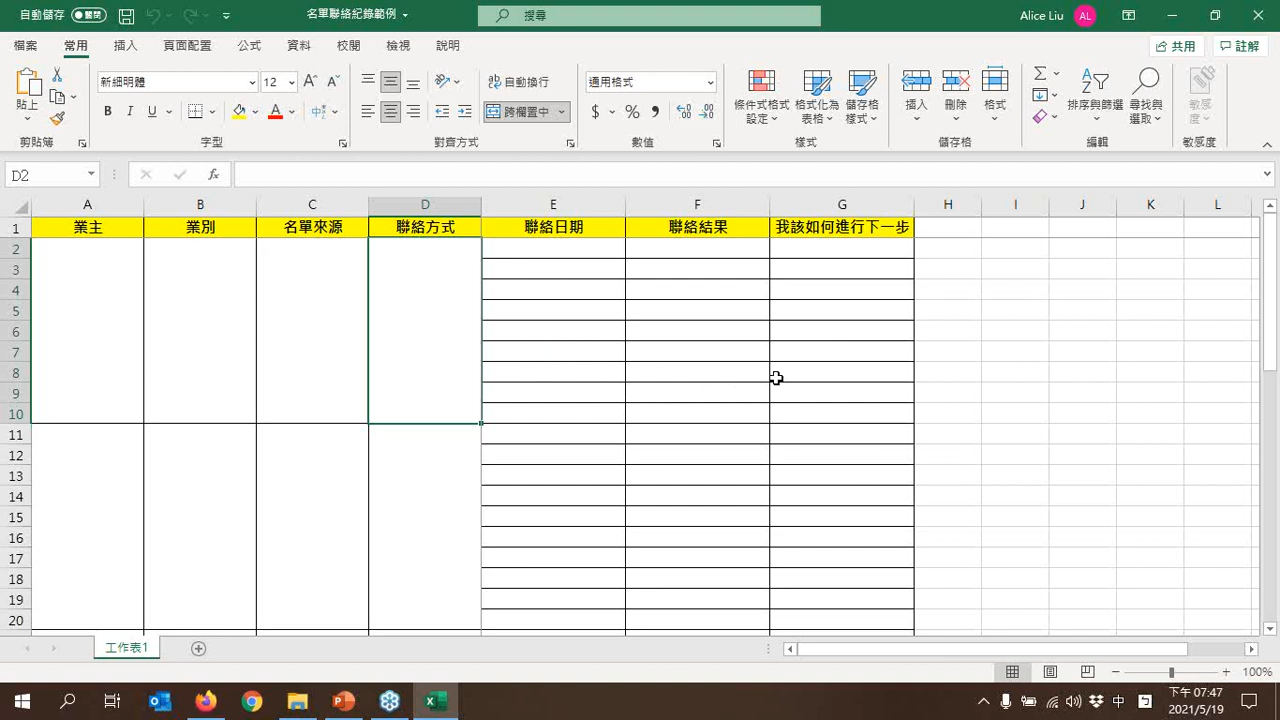 自動儲存 關閉 名單聯絡紀錄範例 搜尋 Alice Liu AL
檔案 常用 插入 頁面配置 公式 資料 校閱 檢視 說明 共用 註解
新細明體 12 自動換行 通用格式
貼上 B I U A 跨欄置中 $ % 條件式格式設定 格式化為表格 儲存格樣式 插入 刪除 格式 排序與篩選 尋找與選取 敏感度
剪貼簿 字型 對齊方式 數值 樣式 儲存格 編輯 敏感度
D2 fx
A B C D E F G H I J K L
1 業主 業別 名單來源 聯絡方式 聯絡日期 聯絡結果 我該如何進行下一步
2
3
4
5
6
7
8
9
10
11
12
13
14
15
16
17
18
19
20
工作表1
100%
中 下午 07:47
2021/5/19